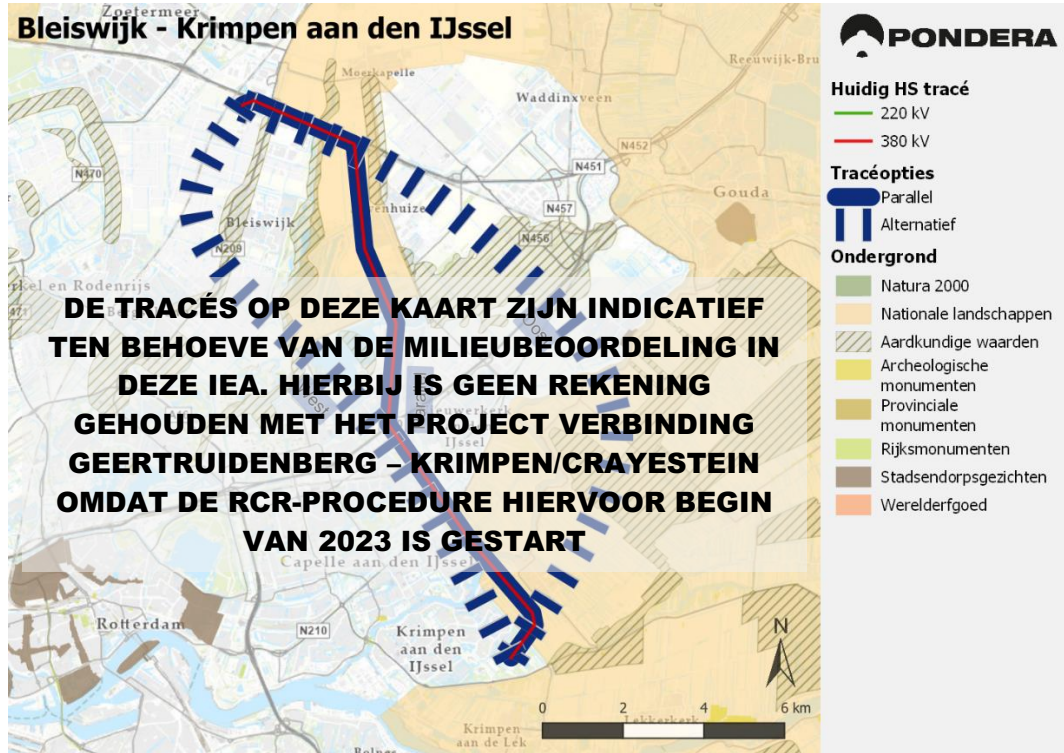 Zoetermeer
Bleiswijk - Krimpen aan den IJssel
Moerkapelle
Waddinxveen
Reeuwijk-Bru
N452
N451
N470
Gouda
N457
Bleiswijk
enhuize
N209
N456
kel en Rodenrijs
DE TRACÉS OP DEZE KAART ZIJN INDICATIEF
TEN BEHOEVE VAN DE MILIEUBEOORDELING IN
DEZE IEA. HIERBIJ IS GEEN REKENING
GEHOUDEN MET HET PROJECT VERBINDING
GEERTRUIDENBERG – KRIMPEN/CRAYESTEIN
OMDAT DE RCR-PROCEDURE HIERVOOR BEGIN
VAN 2023 IS GESTART
Oost
West
IJssel
Capelle aan den IJssel
Rotterdam
N210
Krimpen
aan den
IJssel
N
0 2 4 6 km
Lekkerkerk
Krimpen
aan de Lek
PONDERA
Huidig HS tracé
220 kV
380 kV
Tracéopties
Parallel
Alternatief
Ondergrond
Natura 2000
Nationale landschappen
Aardkundige waarden
Archeologische
monumenten
Provinciale
monumenten
Rijksmonumenten
Stadsendorpsgezichten
Werelderfgoed